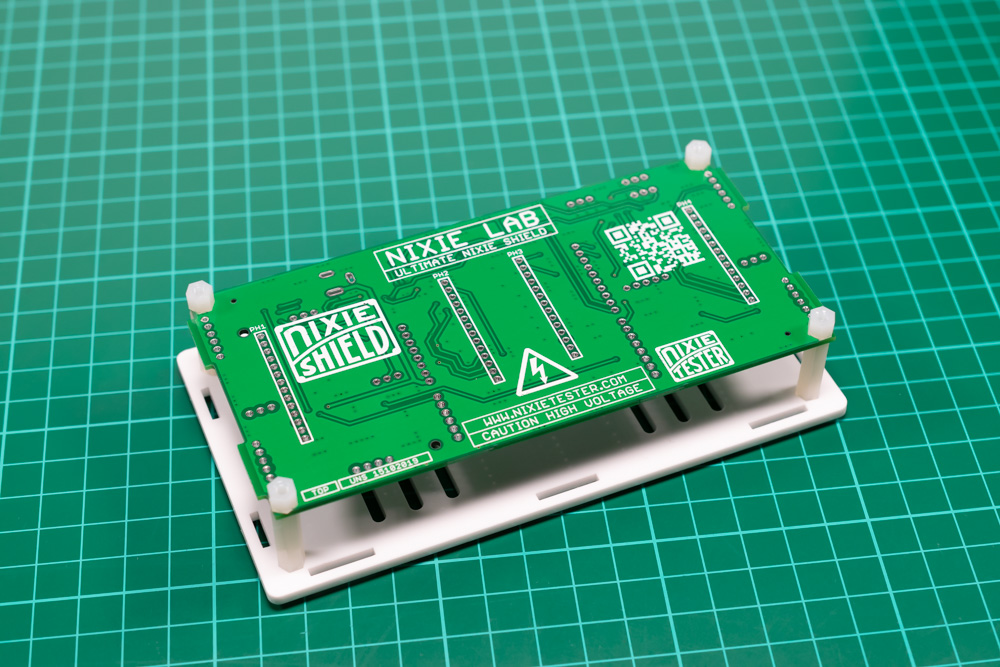 NIXIE LAB
ULTIMATE NIXIE SHIELD
PH1
PH2
PH3
PH4
NIXIE
SHIELD
NIXIE
TESTER
WWW.NIXIETESTER.COM
CAUTION HIGH VOLTAGE
TOP
UNS 15102019